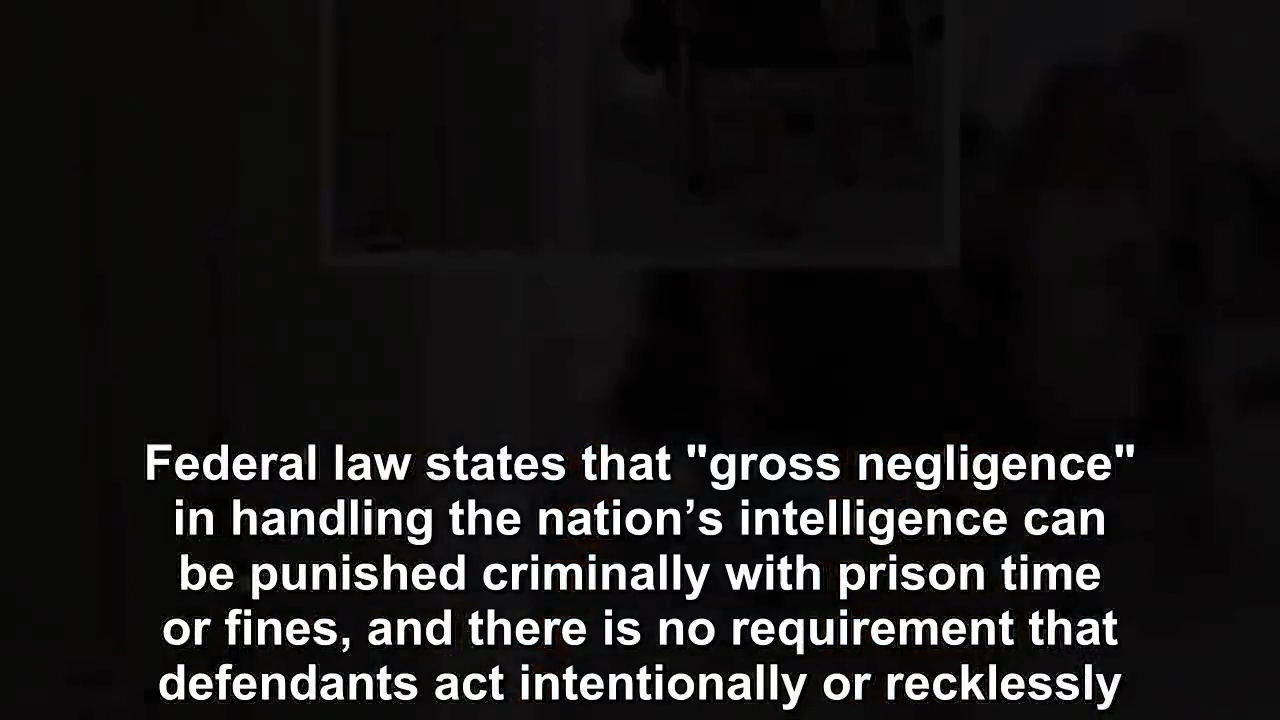 Federal law states that "gross negligence"
in handling the nation’s intelligence can
be punished criminally with prison time
or fines, and there is no requirement that
defendants act intentionally or recklessly